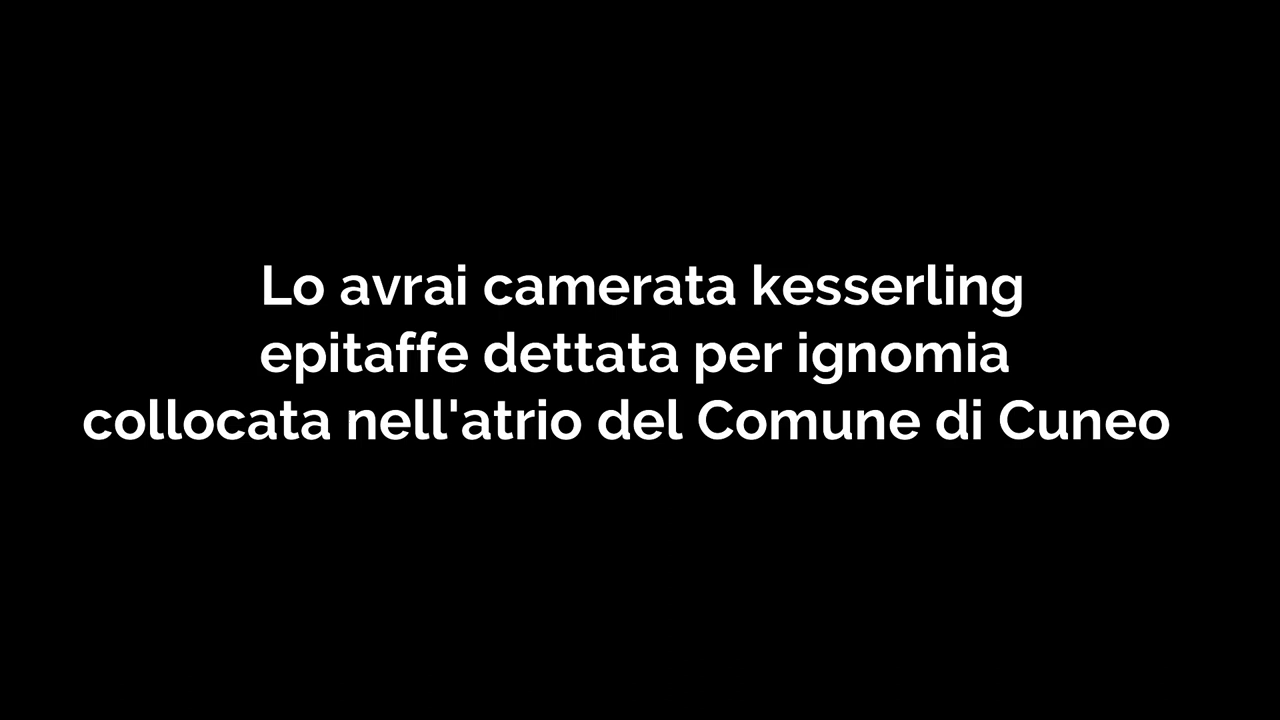 Lo avrai camerata kesserling
epitaffe dettata per ignomia
collocata nell'atrio del Comune di Cuneo